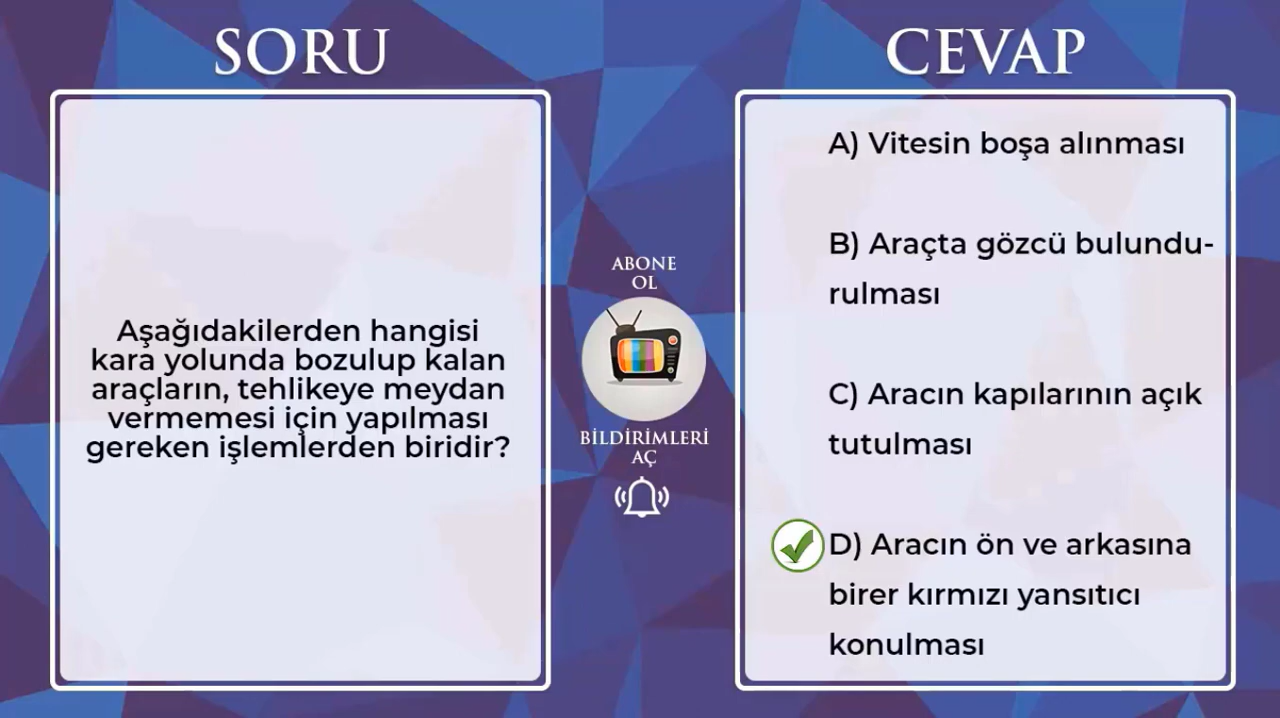 SORU
Aşağıdakilerden hangisi
kara yolunda bozulup kalan
araçların, tehlikeye meydan
vermemesi için yapılması
gereken işlemlerden biridir?
ABONE
OL
BİLDİRİMLERİ
AÇ
CEVAP
A) Vitesin boşa alınması
B) Araçta gözcü bulundu-
rulması
C) Aracın kapılarının açık
tutulması
D) Aracın ön ve arkasına
birer kırmızı yansıtıcı
konulması